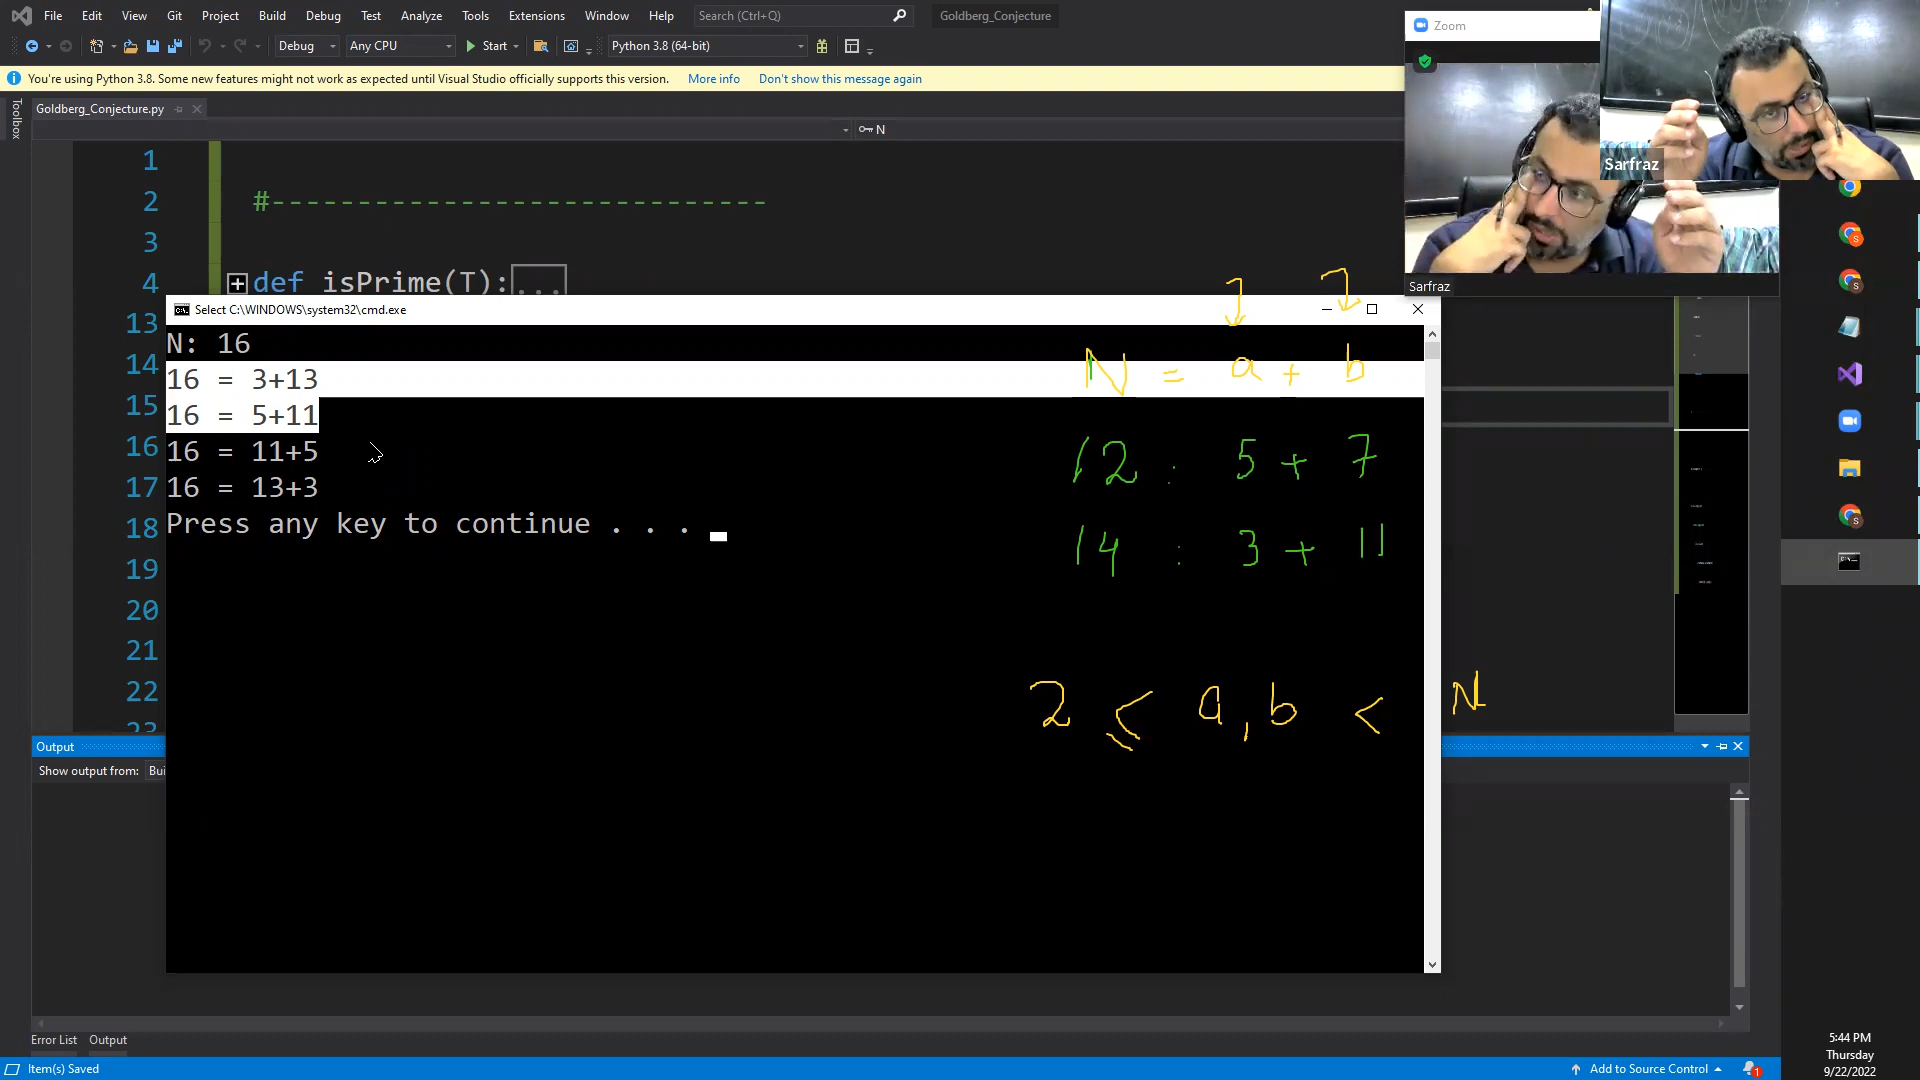 File Edit View Git Project Build Debug Test Analyze Tools Extensions Window Help Search (Ctrl+Q) Goldberg_Conjecture
Debug Any CPU Start Python 3.8 (64-bit)
You're using Python 3.8. Some new features might not work as expected until Visual Studio officially supports this version. More info Don't show this message again
Zoom
Sarfraz
Sarfraz
Toolbox
Goldberg_Conjecture.py
N
1
2 #-----------------------------
3
4 def isPrime(T):...
13
14
15
16
17
18
19
20
21
22
23
Select C:\WINDOWS\system32\cmd.exe
N: 16
16 = 3+13
16 = 5+11
16 = 11+5
16 = 13+3
Press any key to continue . . .
N = a + b
12 : 5 + 7
14 : 3 + 11
2 ≤ a, b < N
Output
Show output from: Bui
Error List Output
Item(s) Saved
Add to Source Control
1
5:44 PM
Thursday
9/22/2022